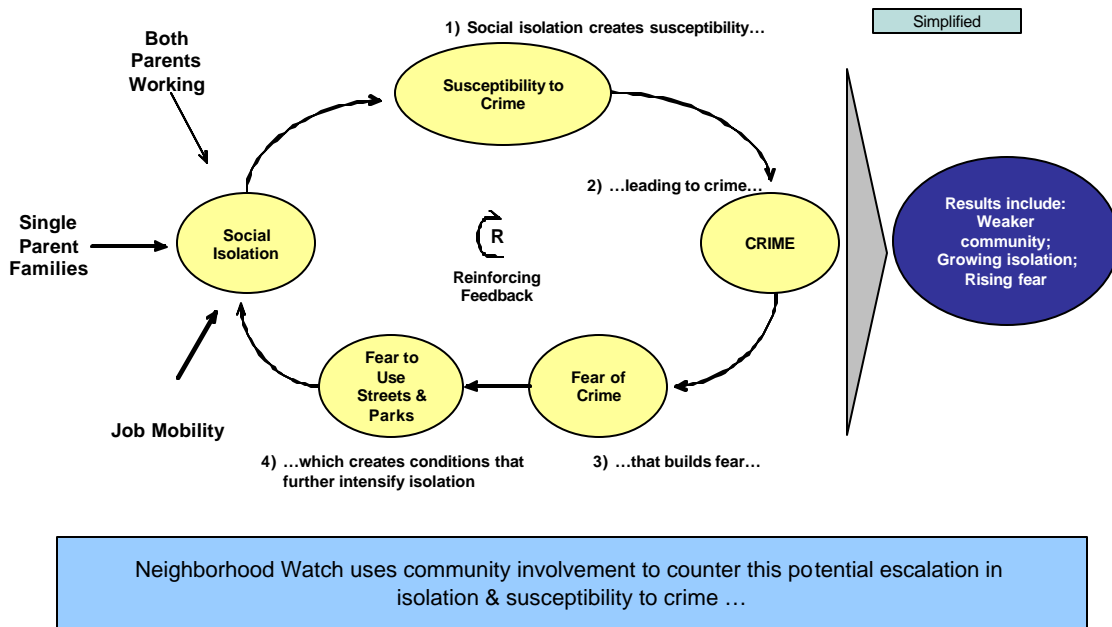 Simplified
1) Social isolation creates susceptibility…
Both
Parents
Working
Susceptibility to
Crime
2) …leading to crime…
Single
Parent
Families
Social
Isolation
R
Reinforcing
Feedback
CRIME
Results include:
Weaker
community;
Growing isolation;
Rising fear
Fear to
Use
Streets &
Parks
Fear of
Crime
Job Mobility
4) …which creates conditions that
further intensify isolation
3) …that builds fear…
Neighborhood Watch uses community involvement to counter this potential escalation in
isolation & susceptibility to crime …